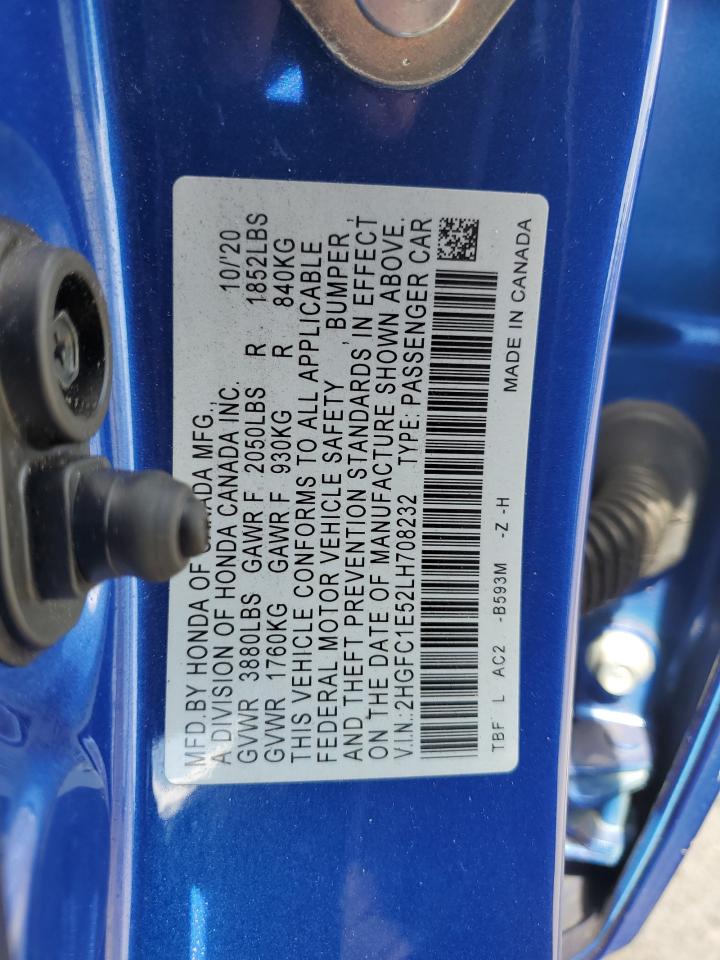 MFD.BY HONDA OF CANADA MFG., 10/'20
A DIVISION OF HONDA CANADA INC.
GVWR 3880LBS GAWR F 2050LBS R 1852LBS
GVWR 1760KG GAWR F 930KG R 840KG
THIS VEHICLE CONFORMS TO ALL APPLICABLE
FEDERAL MOTOR VEHICLE SAFETY , BUMPER ,
AND THEFT PREVENTION STANDARDS IN EFFECT
ON THE DATE OF MANUFACTURE SHOWN ABOVE.
V.I.N.:2HGFC1E52LH708232 TYPE: PASSENGER CAR
TBF L AC2 -B593M -Z -H
MADE IN CANADA